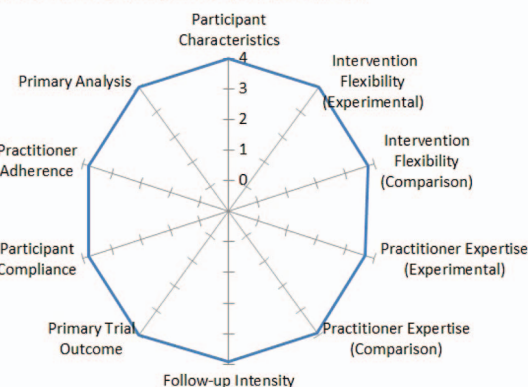 Participant
Characteristics
Intervention
Flexibility
(Experimental)
Primary Analysis
4
3
2
1
0
Intervention
Flexibility
(Comparison)
Practitioner
Adherence
Practitioner Expertise
(Experimental)
Participant
Compliance
Primary Trial
Outcome
Practitioner Expertise
(Comparison)
Follow-up Intensity